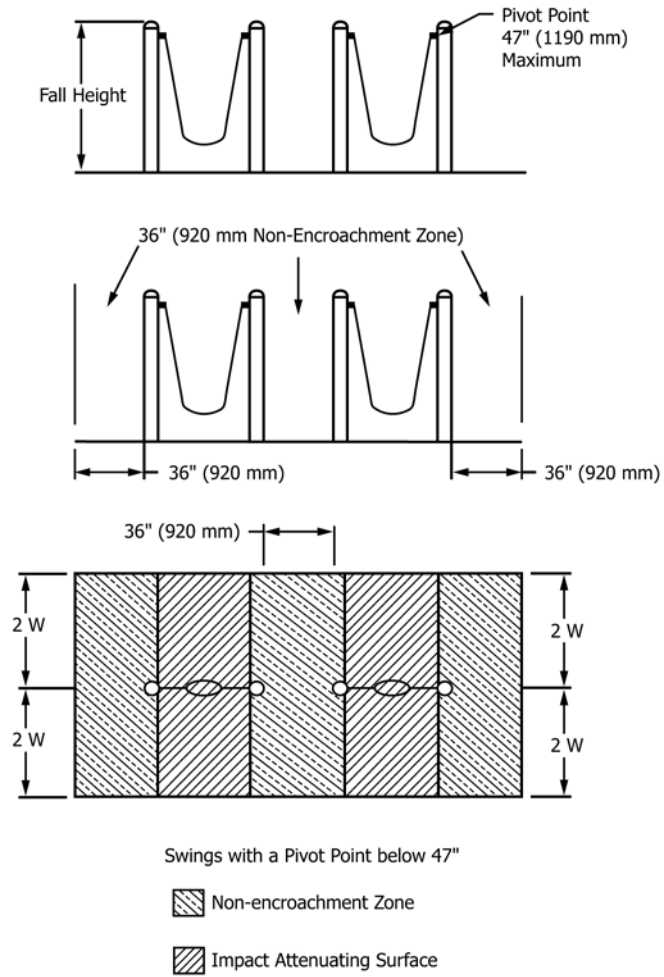 Pivot Point
47" (1190 mm)
Maximum
Fall Height
36" (920 mm Non-Encroachment Zone)
36" (920 mm)
36" (920 mm)
36" (920 mm)
2 W
2 W
2 W
2 W
Swings with a Pivot Point below 47"
Non-encroachment Zone
Impact Attenuating Surface